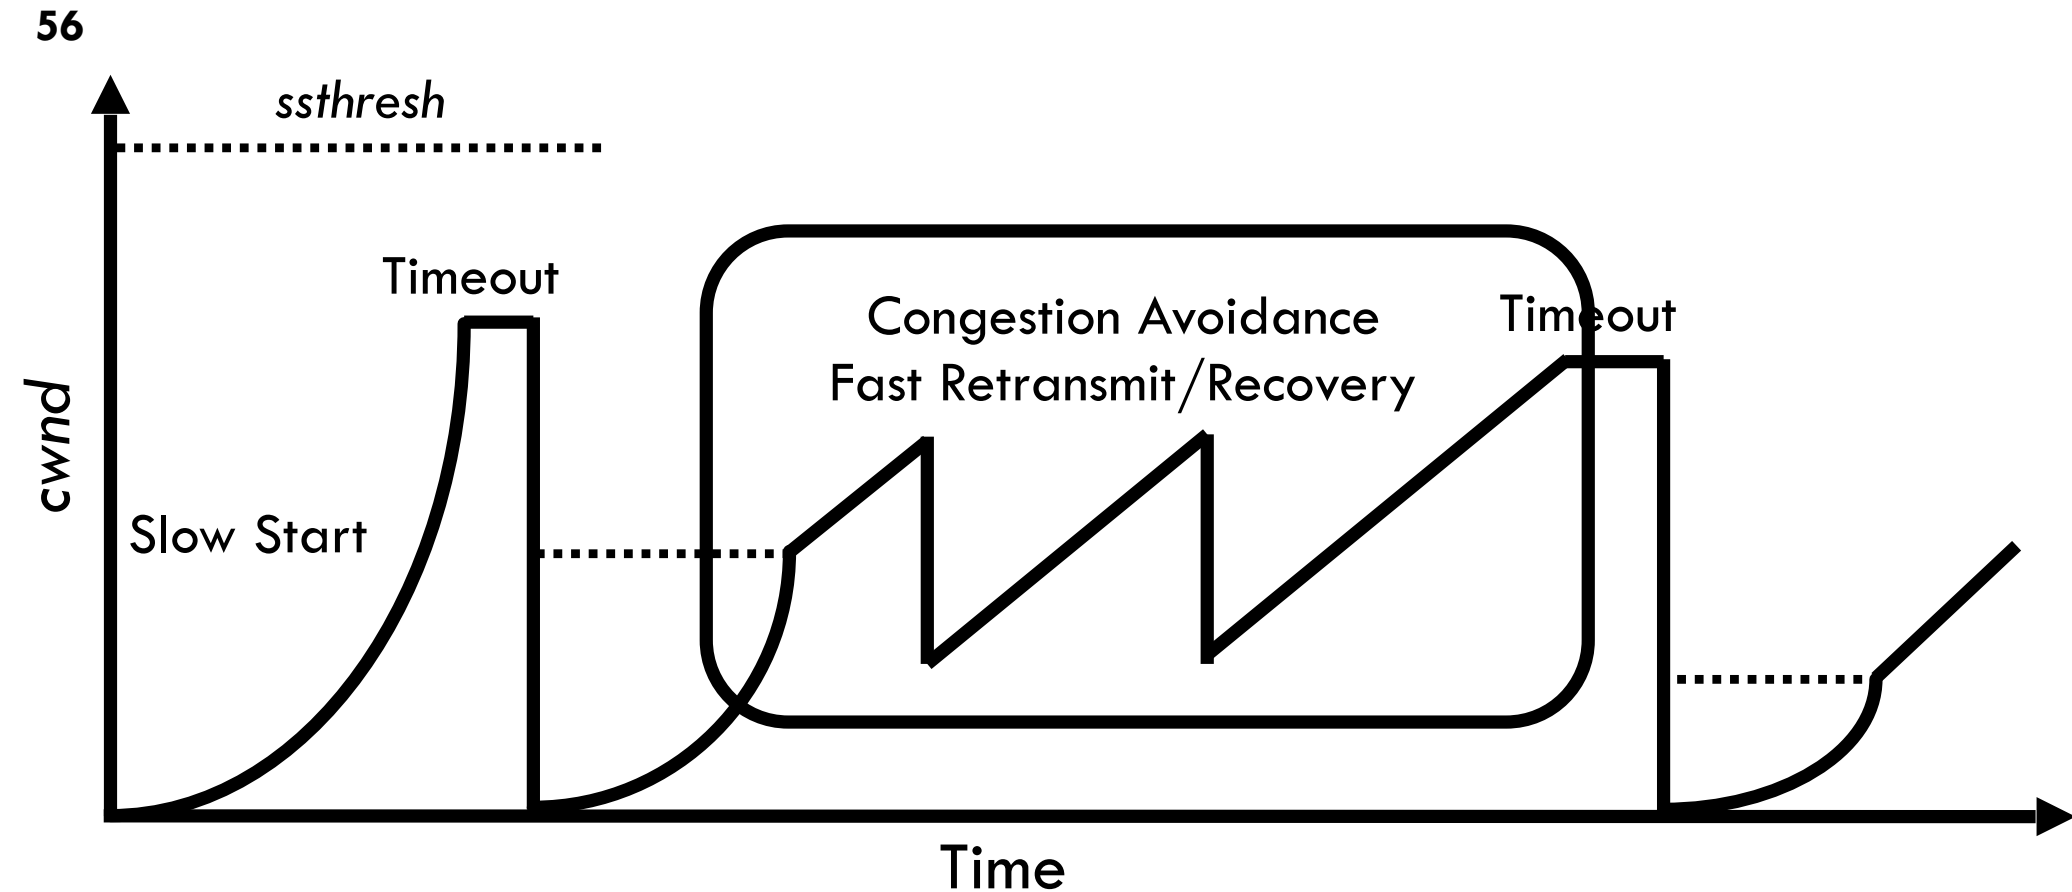 56
ssthresh
Timeout
Congestion Avoidance
Timeout
Fast Retransmit/Recovery
cwnd
Slow Start
Time